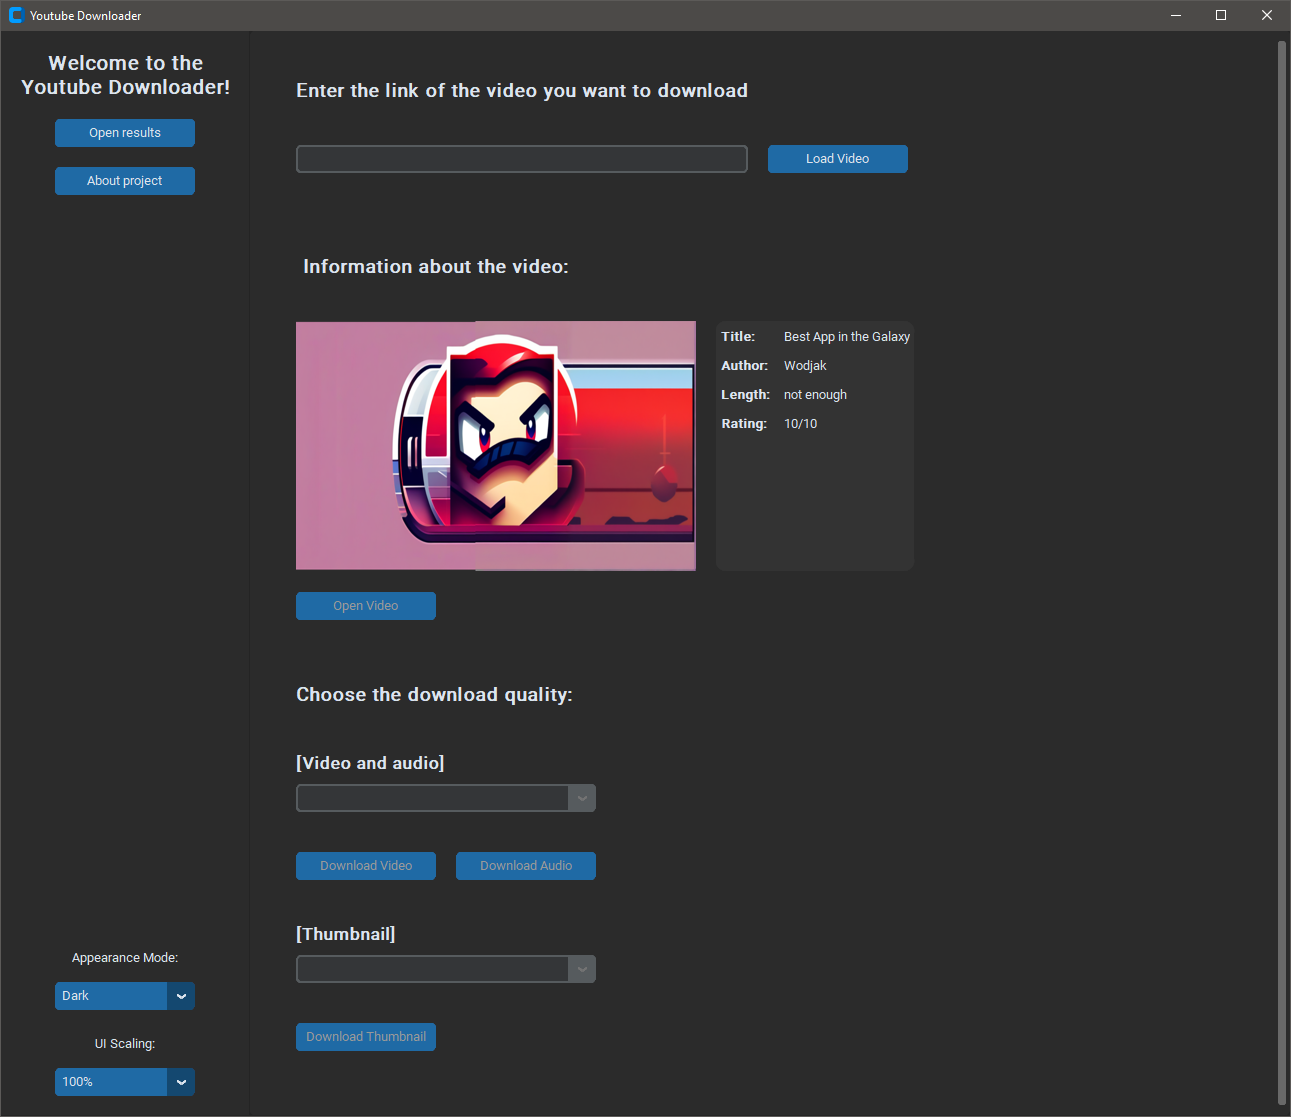 Youtube Downloader
Welcome to the
Youtube Downloader!
Open results
About project
Appearance Mode:
Dark
UI Scaling:
100%
Enter the link of the video you want to download
Load Video
Information about the video:
Title: Best App in the Galaxy
Author: Wodjak
Length: not enough
Rating: 10/10
Open Video
Choose the download quality:
[Video and audio]
Download Video Download Audio
[Thumbnail]
Download Thumbnail